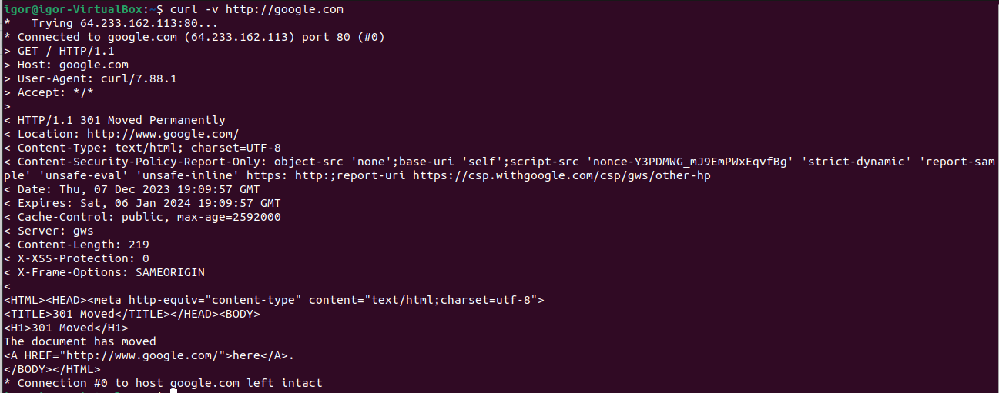 igor@igor-VirtualBox:~$ curl -v http://google.com
*   Trying 64.233.162.113:80...
* Connected to google.com (64.233.162.113) port 80 (#0)
> GET / HTTP/1.1
> Host: google.com
> User-Agent: curl/7.88.1
> Accept: */*
>
< HTTP/1.1 301 Moved Permanently
< Location: http://www.google.com/
< Content-Type: text/html; charset=UTF-8
< Content-Security-Policy-Report-Only: object-src 'none';base-uri 'self';script-src 'nonce-Y3PDMWG_mJ9EmPWxEqvfBg' 'strict-dynamic' 'report-sam
ple' 'unsafe-eval' 'unsafe-inline' https: http:;report-uri https://csp.withgoogle.com/csp/gws/other-hp
< Date: Thu, 07 Dec 2023 19:09:57 GMT
< Expires: Sat, 06 Jan 2024 19:09:57 GMT
< Cache-Control: public, max-age=2592000
< Server: gws
< Content-Length: 219
< X-XSS-Protection: 0
< X-Frame-Options: SAMEORIGIN
<
<HTML><HEAD><meta http-equiv="content-type" content="text/html;charset=utf-8">
<TITLE>301 Moved</TITLE></HEAD><BODY>
<H1>301 Moved</H1>
The document has moved
<A HREF="http://www.google.com/">here</A>.
</BODY></HTML>
* Connection #0 to host google.com left intact